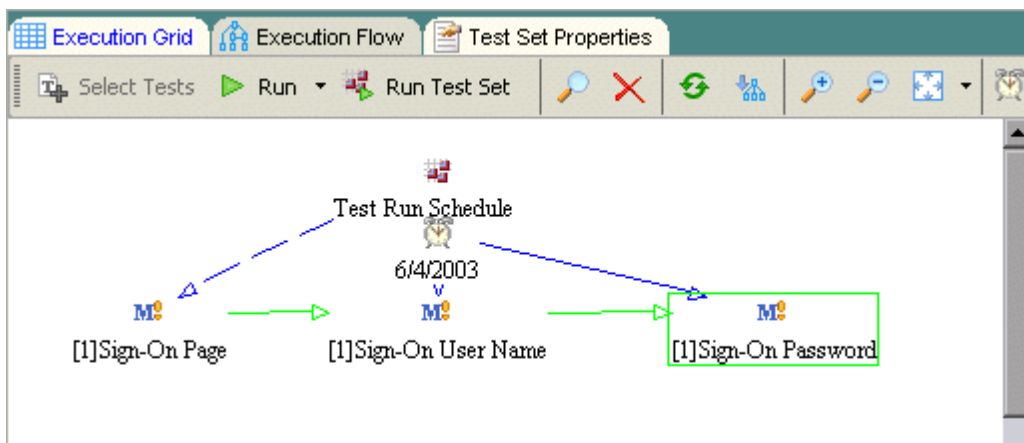 Execution Grid Execution Flow Test Set Properties
Select Tests Run Run Test Set
Test Run Schedule
6/4/2003
[1]Sign-On Page [1]Sign-On User Name [1]Sign-On Password